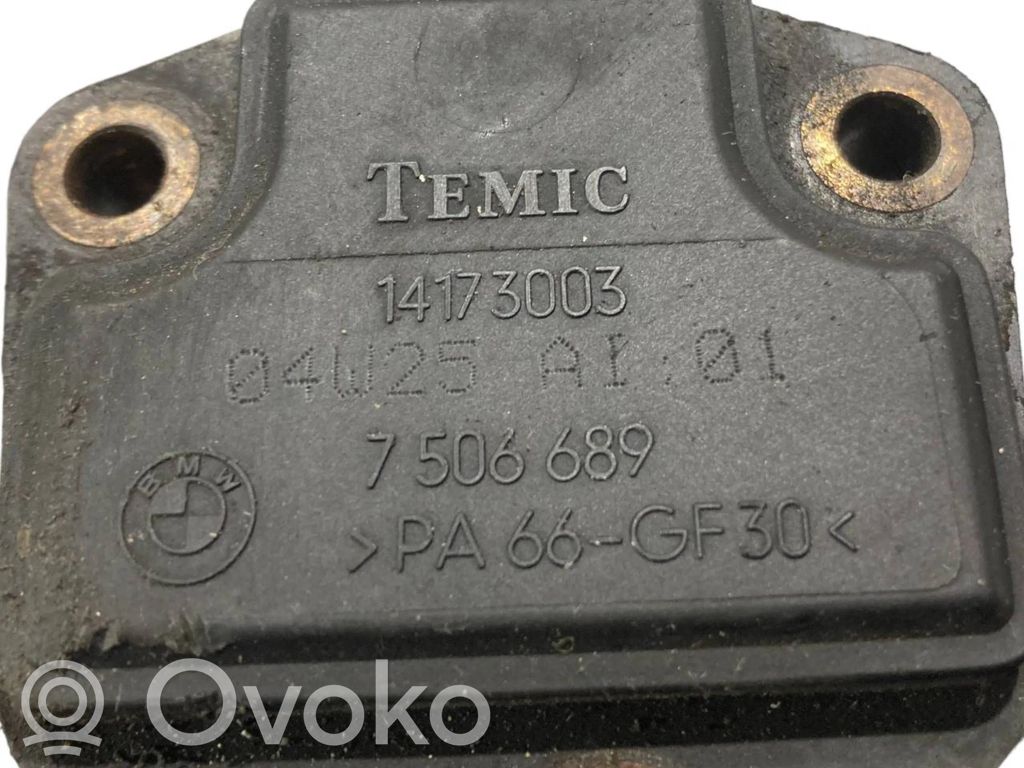 TEMIC
14173003
04W25 AI:01
7 506 689
BMW
>PA 66-GF30<
Ovoko